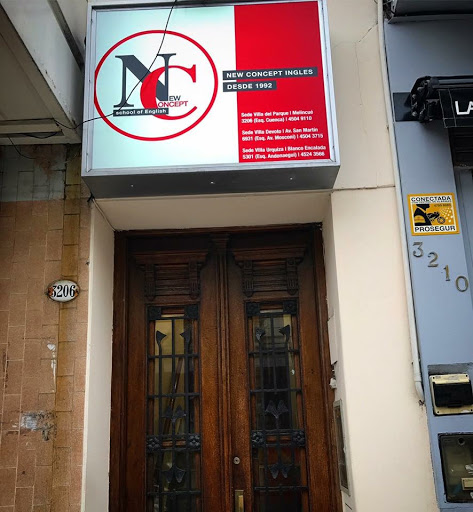 NC
NEW
CONCEPT
school of English
NEW CONCEPT INGLES
DESDE 1992
Sede Villa del Parque | Melincué
3206 (Esq. Cuenca) | 4504 9110
Sede Villa Devoto | Av. San Martín
6601 (Esq. Av. Mosconi) | 4504 3715
Sede Villa Urquiza | Blanco Encalada
5301 (Esq. Andonaegui) | 4524 3566
LA
CONECTADA
PROSEGUR
3206
3210